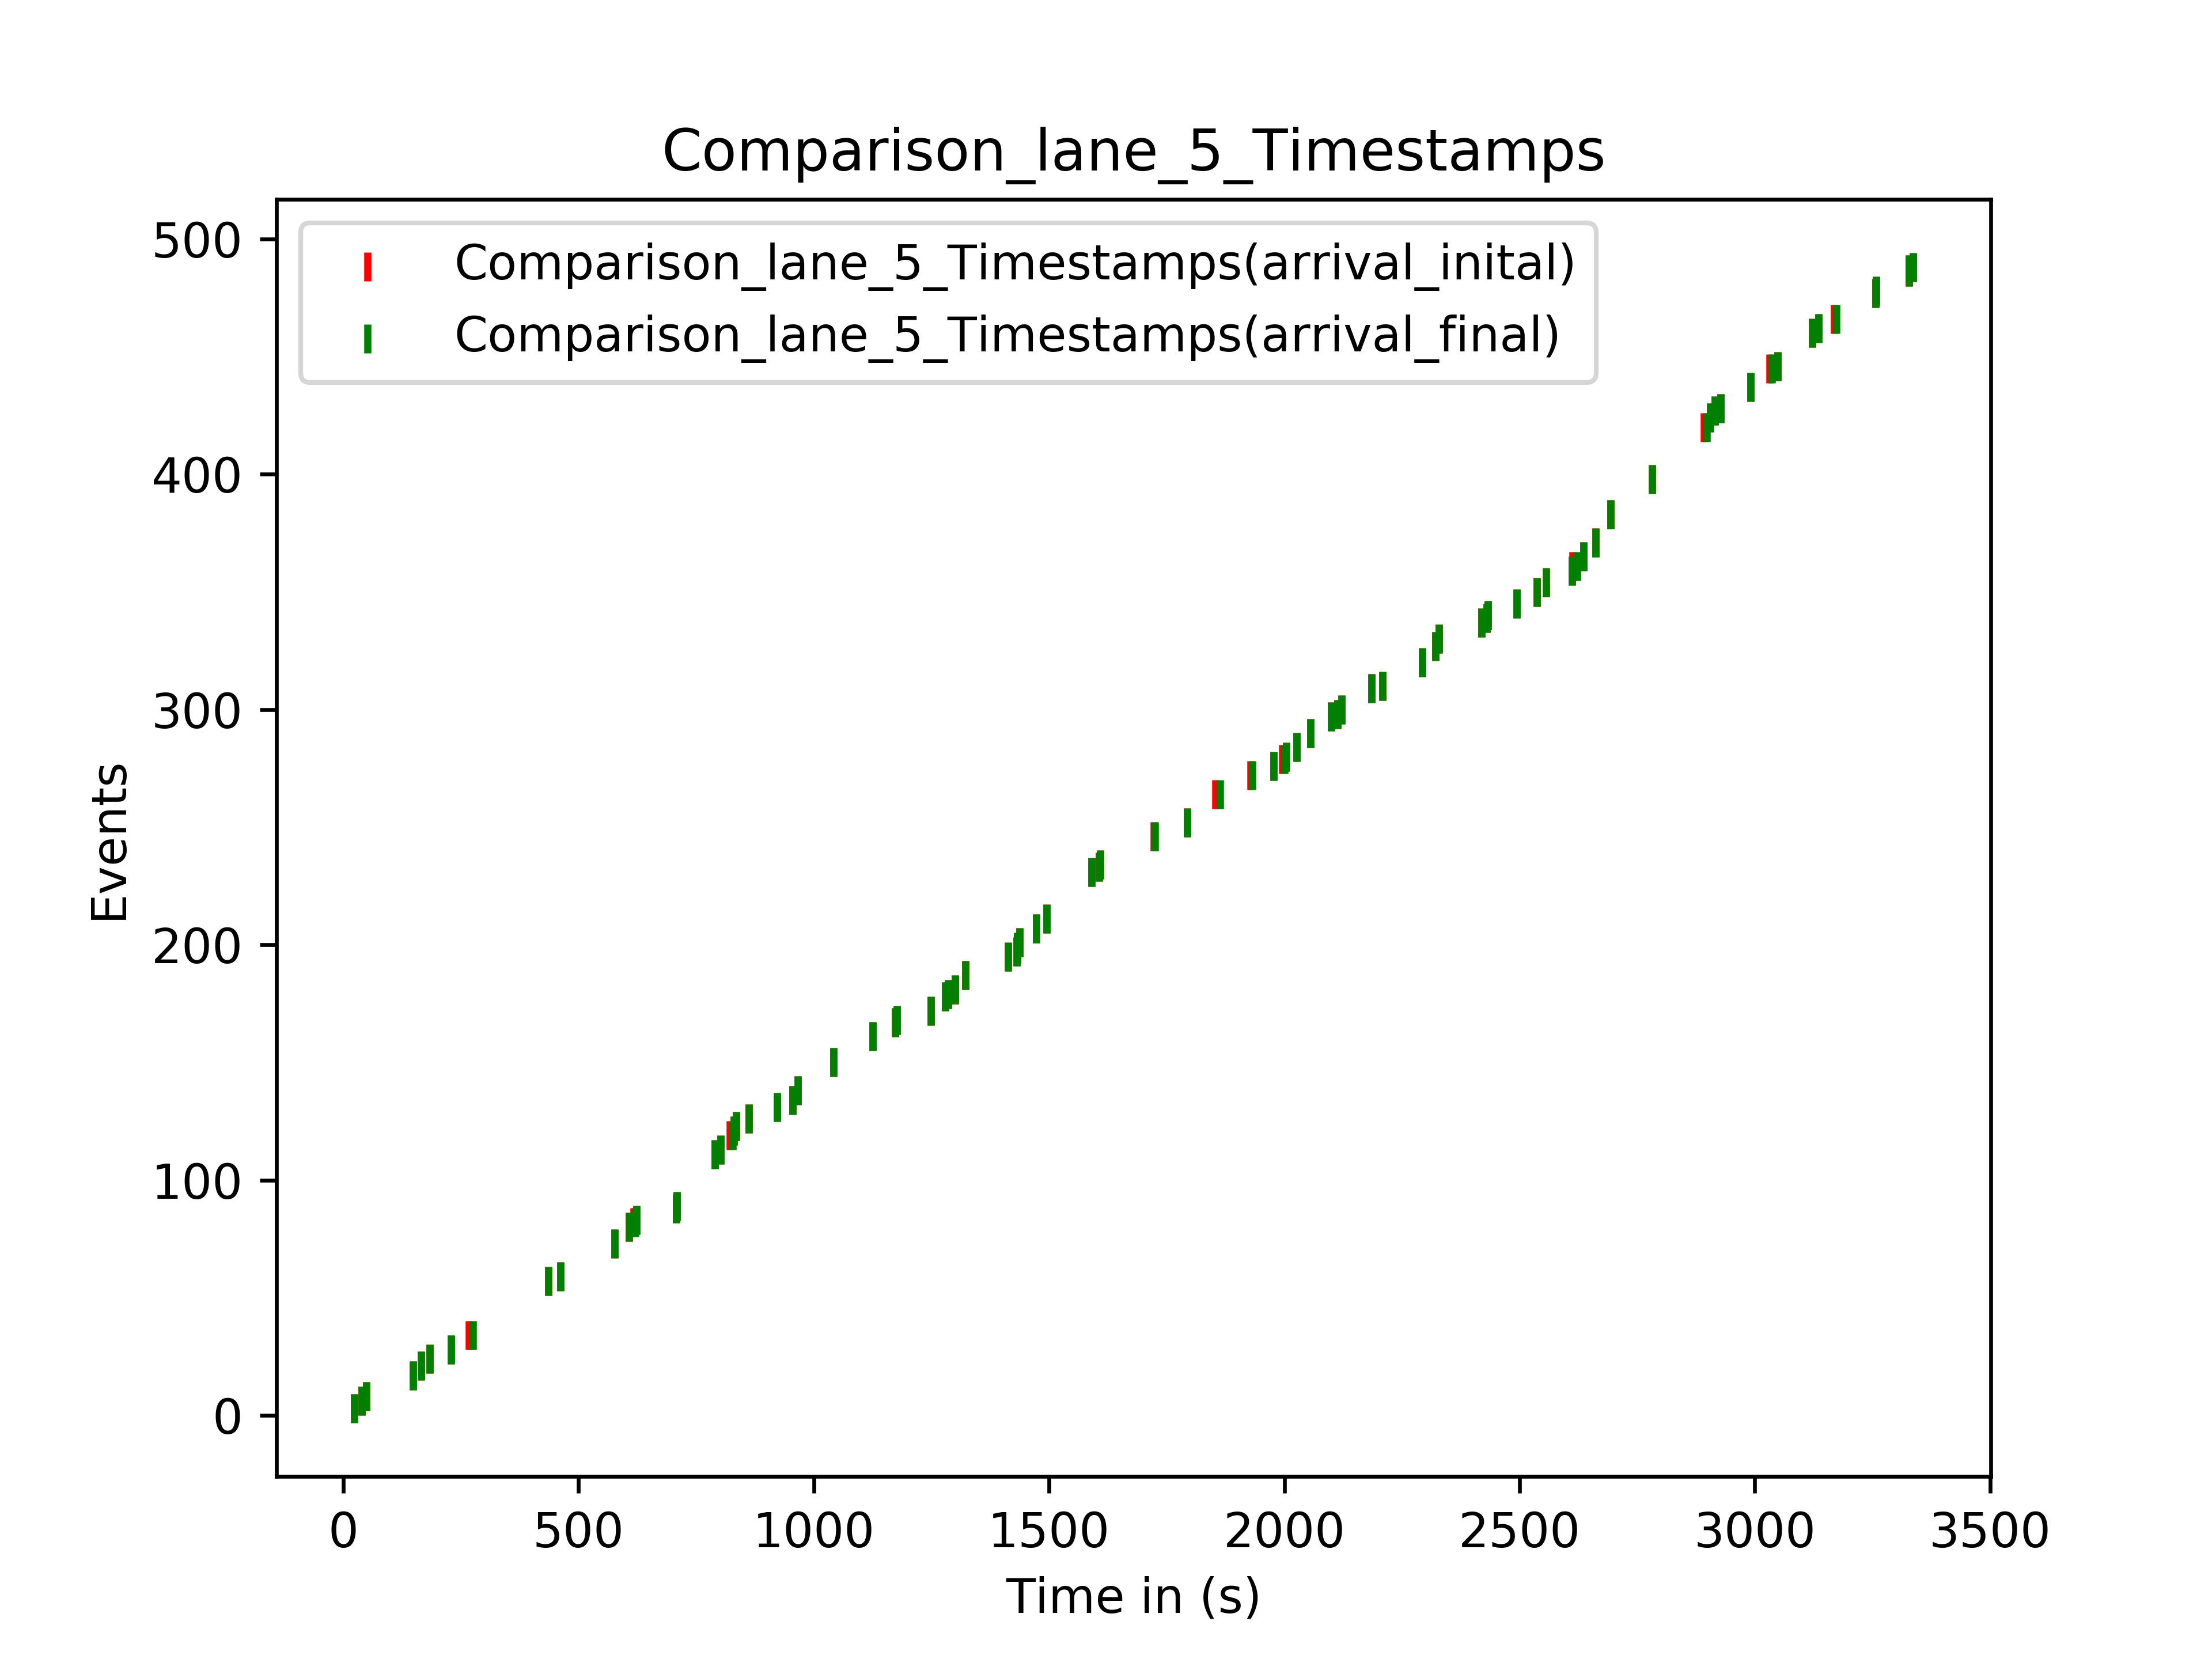 Comparison_lane_5_Timestamps
500
400
300
200
100
0
Events
Comparison_lane_5_Timestamps(arrival_inital)
Comparison_lane_5_Timestamps(arrival_final)
0 500 1000 1500 2000 2500 3000 3500
Time in (s)